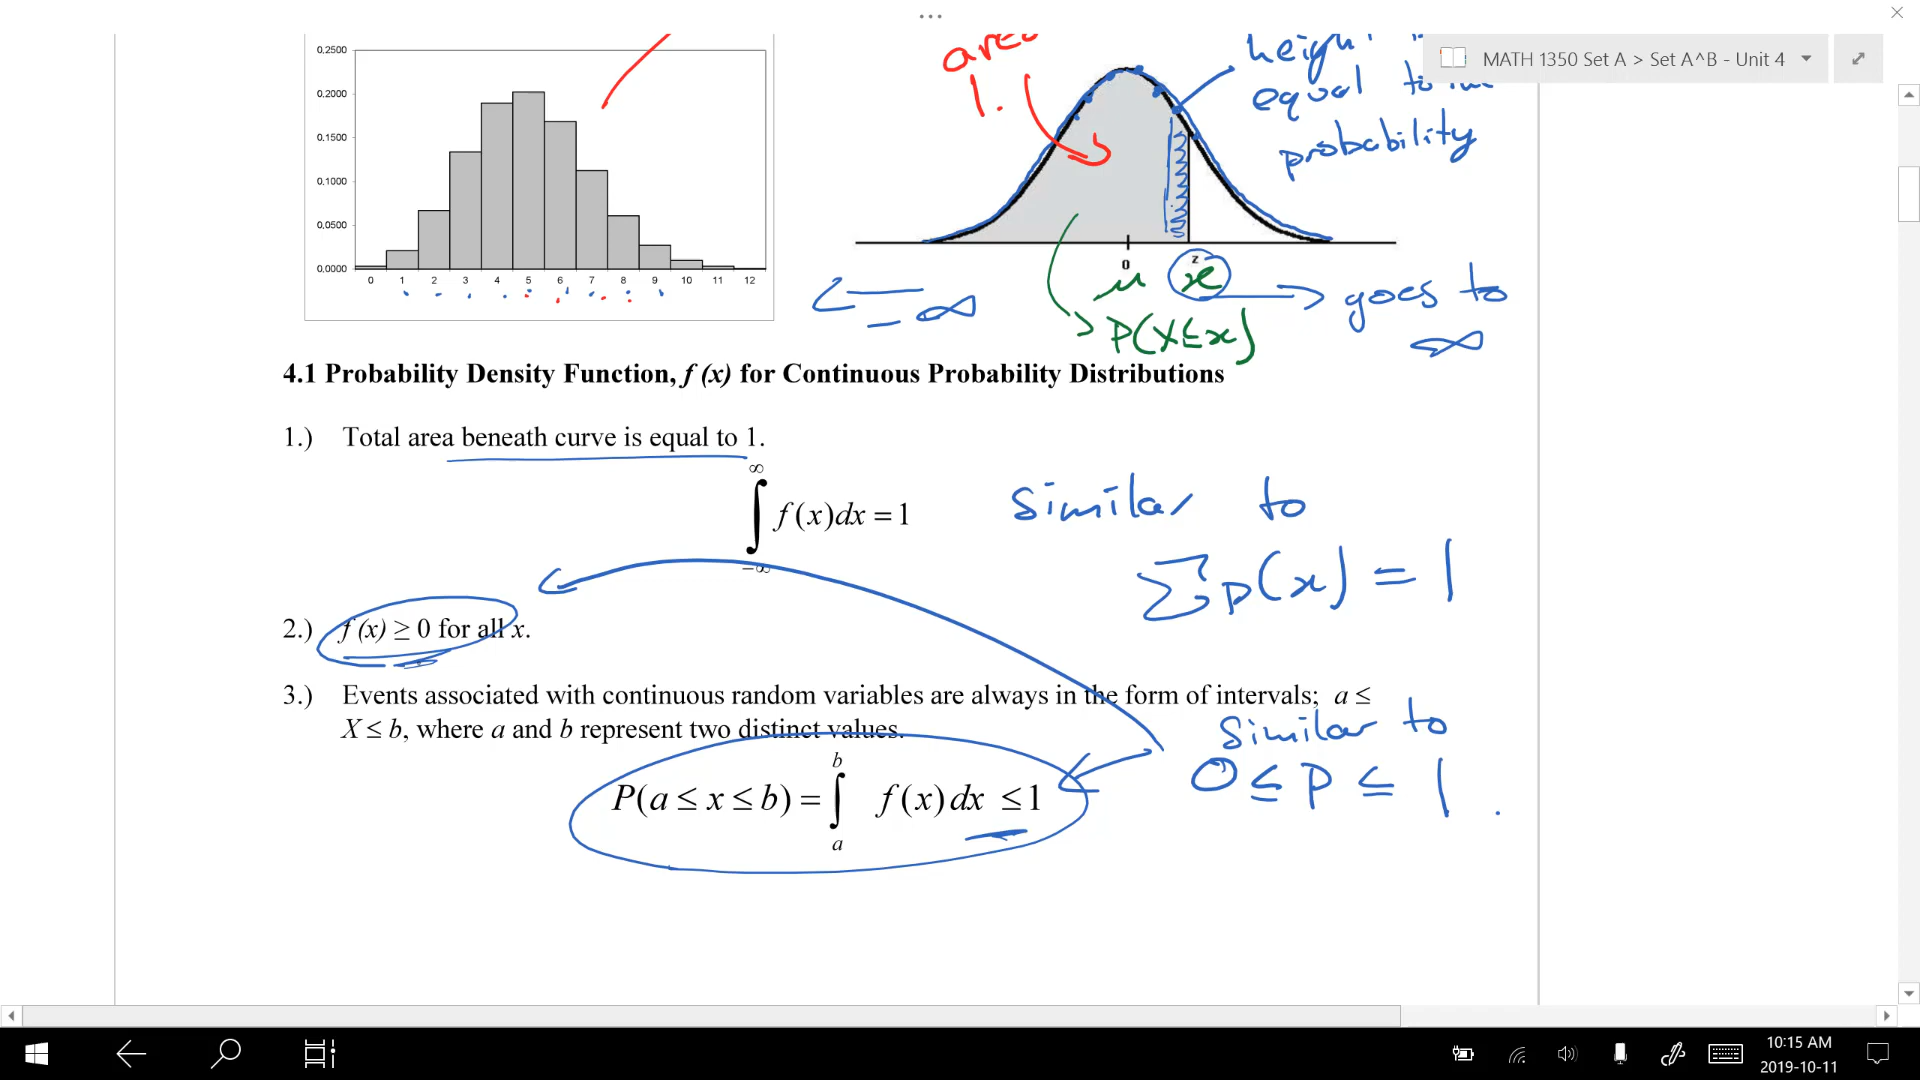 MATH 1350 Set A > Set A^B - Unit 4
0,2500
0,2000
0,1500
0,1000
0,0500
0,0000
0 1 2 3 4 5 6 7 8 9 10 11 12
area
1.
height
equal to
probability
0 z
μ x
P(X≤x)
-∞
goes to
∞
4.1 Probability Density Function, f (x) for Continuous Probability Distributions
1.) Total area beneath curve is equal to 1.
∫_{-∞}^{∞} f(x)dx = 1
Similar to
∑p(x) = 1
2.) f (x) ≥ 0 for all x.
3.) Events associated with continuous random variables are always in the form of intervals; a ≤
X ≤ b, where a and b represent two distinct values.
P(a ≤ x ≤ b) = ∫_{a}^{b} f(x) dx ≤ 1
Similar to
0 ≤ P ≤ 1.
10:15 AM
2019-10-11